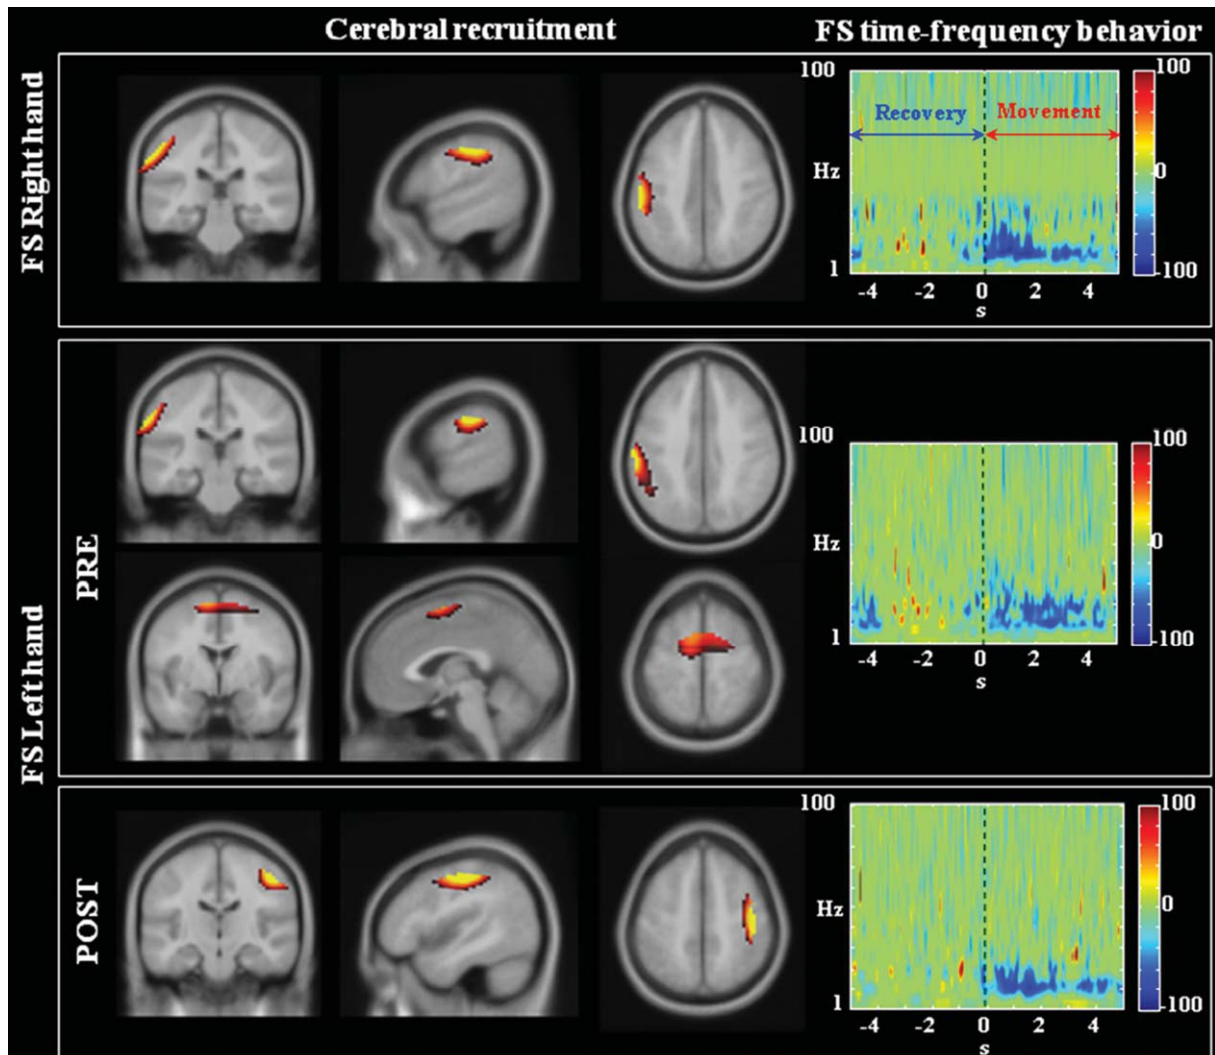 Cerebral recruitment
FS time-frequency behavior
FS Right hand
100
Hz
1
Recovery
Movement
-4 -2 0 2 4
s
100
0
-100
FS Left hand
PRE
100
Hz
1
-4 -2 0 2 4
s
100
0
-100
POST
100
Hz
1
-4 -2 0 2 4
s
100
0
-100